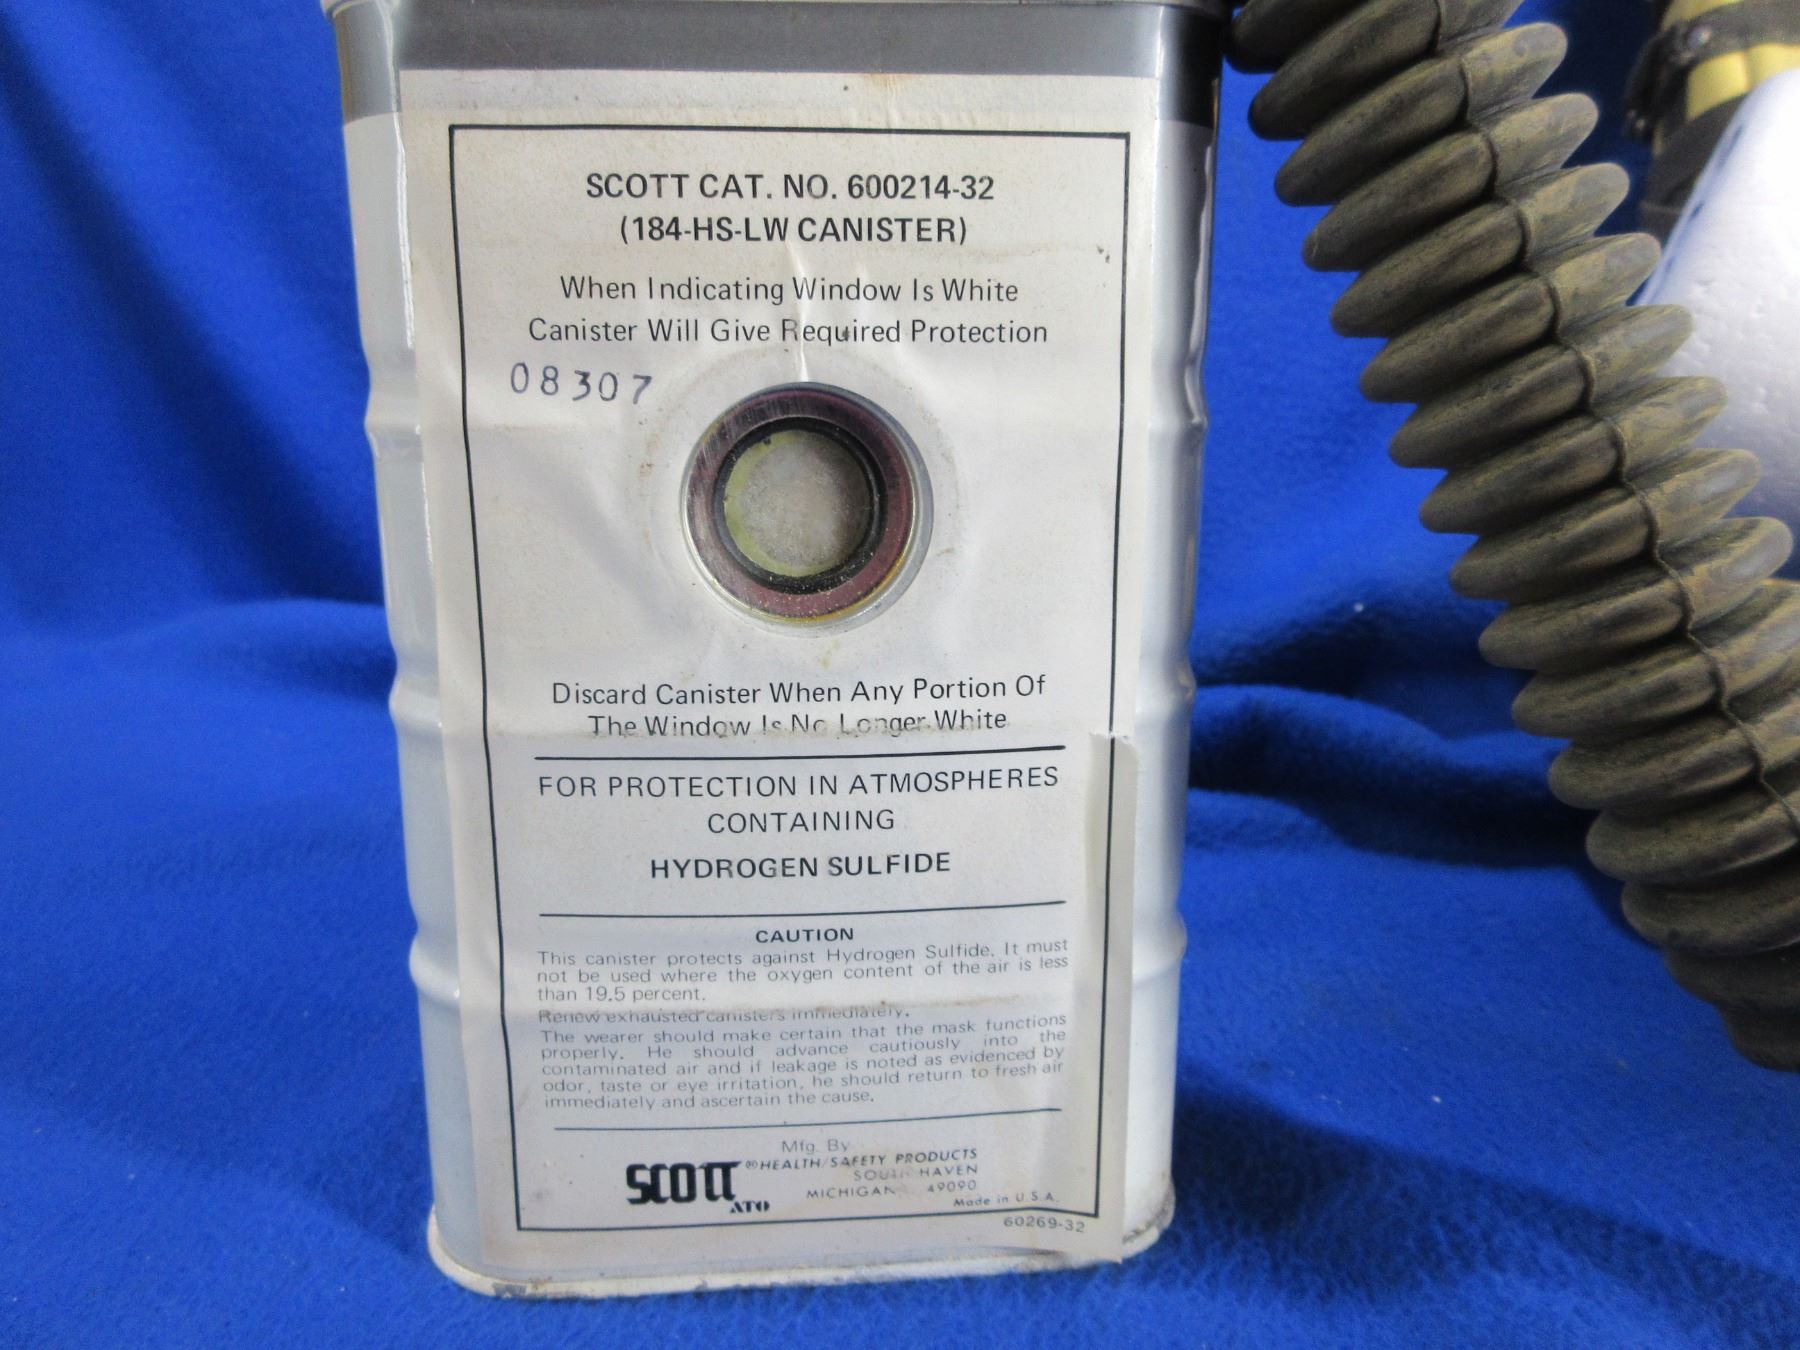 SCOTT CAT. NO. 600214-32
(184-HS-LW CANISTER)
When Indicating Window Is White
Canister Will Give Required Protection
08307
Discard Canister When Any Portion Of
The Window Is No Longer White
FOR PROTECTION IN ATMOSPHERES
CONTAINING
HYDROGEN SULFIDE
CAUTION
This canister protects against Hydrogen Sulfide. It must
not be used where the oxygen content of the air is less
than 19.5 percent.
Renew exhausted canisters immediately.
The wearer should make certain that the mask functions
properly. He should advance cautiously into the
contaminated air and if leakage is noted as evidenced by
odor, taste or eye irritation, he should return to fresh air
immediately and ascertain the cause.
Mfg. By
SCOTT ® HEALTH/SAFETY PRODUCTS
SOUTH HAVEN
MICHIGAN 49090
ATO
Made in U.S.A.
60269-32